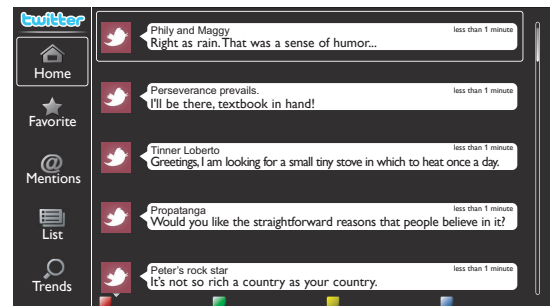 twitter
Home
Favorite
@
Mentions
List
Trends
Phily and Maggy
less than 1 minute
Right as rain. That was a sense of humor...
Perseverance prevails.
less than 1 minute
I'll be there, textbook in hand!
Tinner Loberto
less than 1 minute
Greetings, I am looking for a small tiny stove in which to heat once a day.
Propatanga
less than 1 minute
Would you like the straightforward reasons that people believe in it?
Peter's rock star
less than 1 minute
It's not so rich a country as your country.